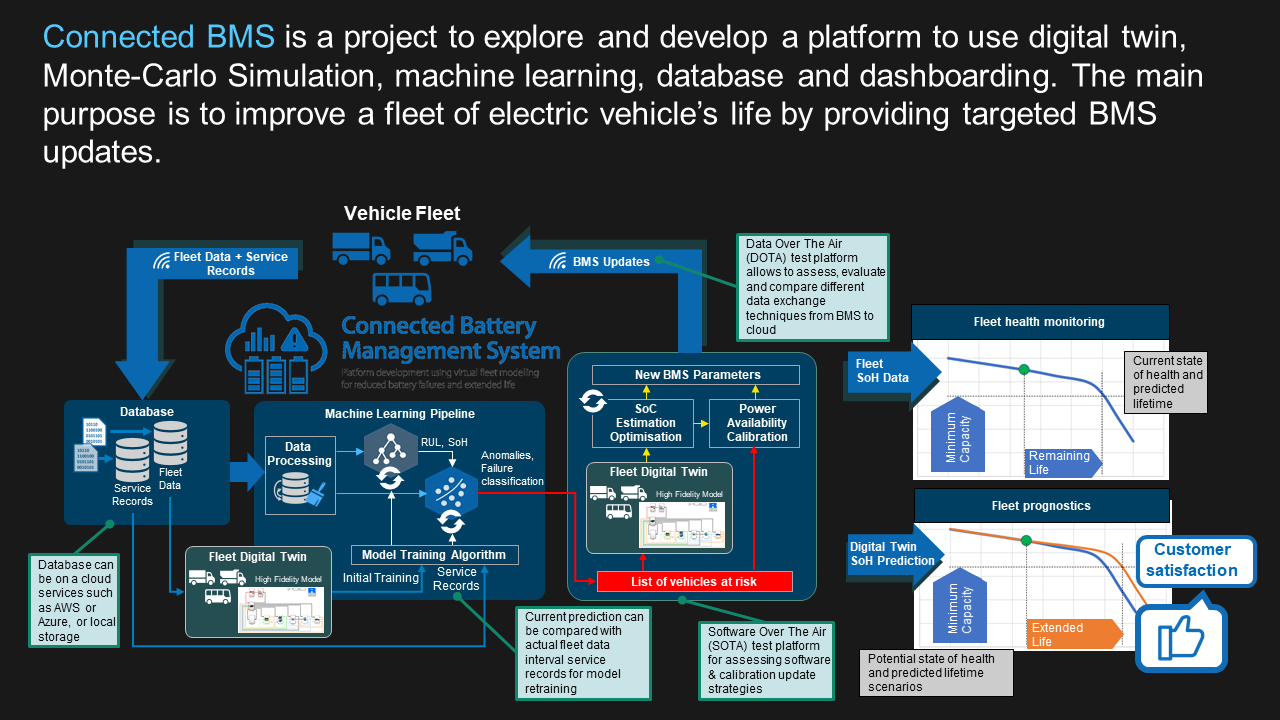 Connected BMS is a project to explore and develop a platform to use digital twin,
Monte-Carlo Simulation, machine learning, database and dashboarding. The main
purpose is to improve a fleet of electric vehicle's life by providing targeted BMS
updates.
Vehicle Fleet
Fleet Data + Service
Records
BMS Updates
Data Over The Air
(DOTA) test platform
allows to assess, evaluate
and compare different
data exchange
techniques from BMS to
cloud
Connected Battery
Management System
Platform development using virtual fleet modelling
for reduced battery failures and extended life
Database
10110
1100100
0101101
0010101
10110
1100100
0101101
0010101
Service
Records
Fleet
Data
Machine Learning Pipeline
Data
Processing
RUL, SoH
Anomalies,
Failure
classification
Model Training Algorithm
Initial Training
Service
Records
Fleet Digital Twin
High Fidelity Model
New BMS Parameters
SoC
Estimation
Optimisation
Power
Availability
Calibration
Fleet Digital Twin
High Fidelity Model
List of vehicles at risk
Database can
be on a cloud
services such
as AWS or
Azure, or local
storage
Current prediction can
be compared with
actual fleet data
interval service
records for model
retraining
Software Over The Air
(SOTA) test platform
for assessing software
& calibration update
strategies
Fleet
SoH Data
Fleet health monitoring
Current state
of health and
predicted
lifetime
Minimum
Capacity
Remaining
Life
Digital Twin
SoH Prediction
Fleet prognostics
Minimum
Capacity
Extended
Life
Customer
satisfaction
Potential state of health
and predicted lifetime
scenarios